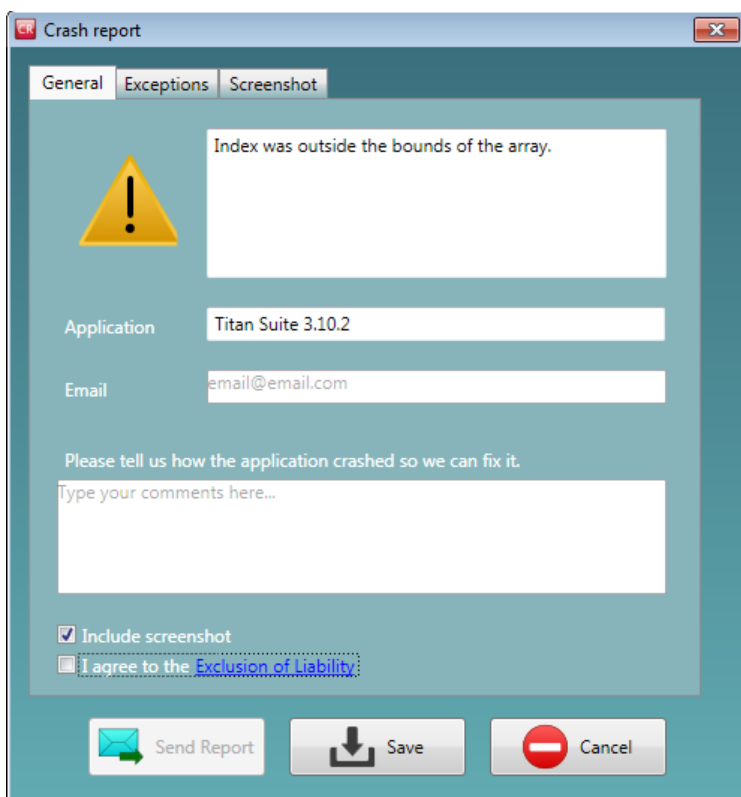 CR Crash report
General Exceptions Screenshot
Index was outside the bounds of the array.
Application Titan Suite 3.10.2
Email email@email.com
Please tell us how the application crashed so we can fix it.
Type your comments here...
Include screenshot
I agree to the Exclusion of Liability
Send Report Save Cancel